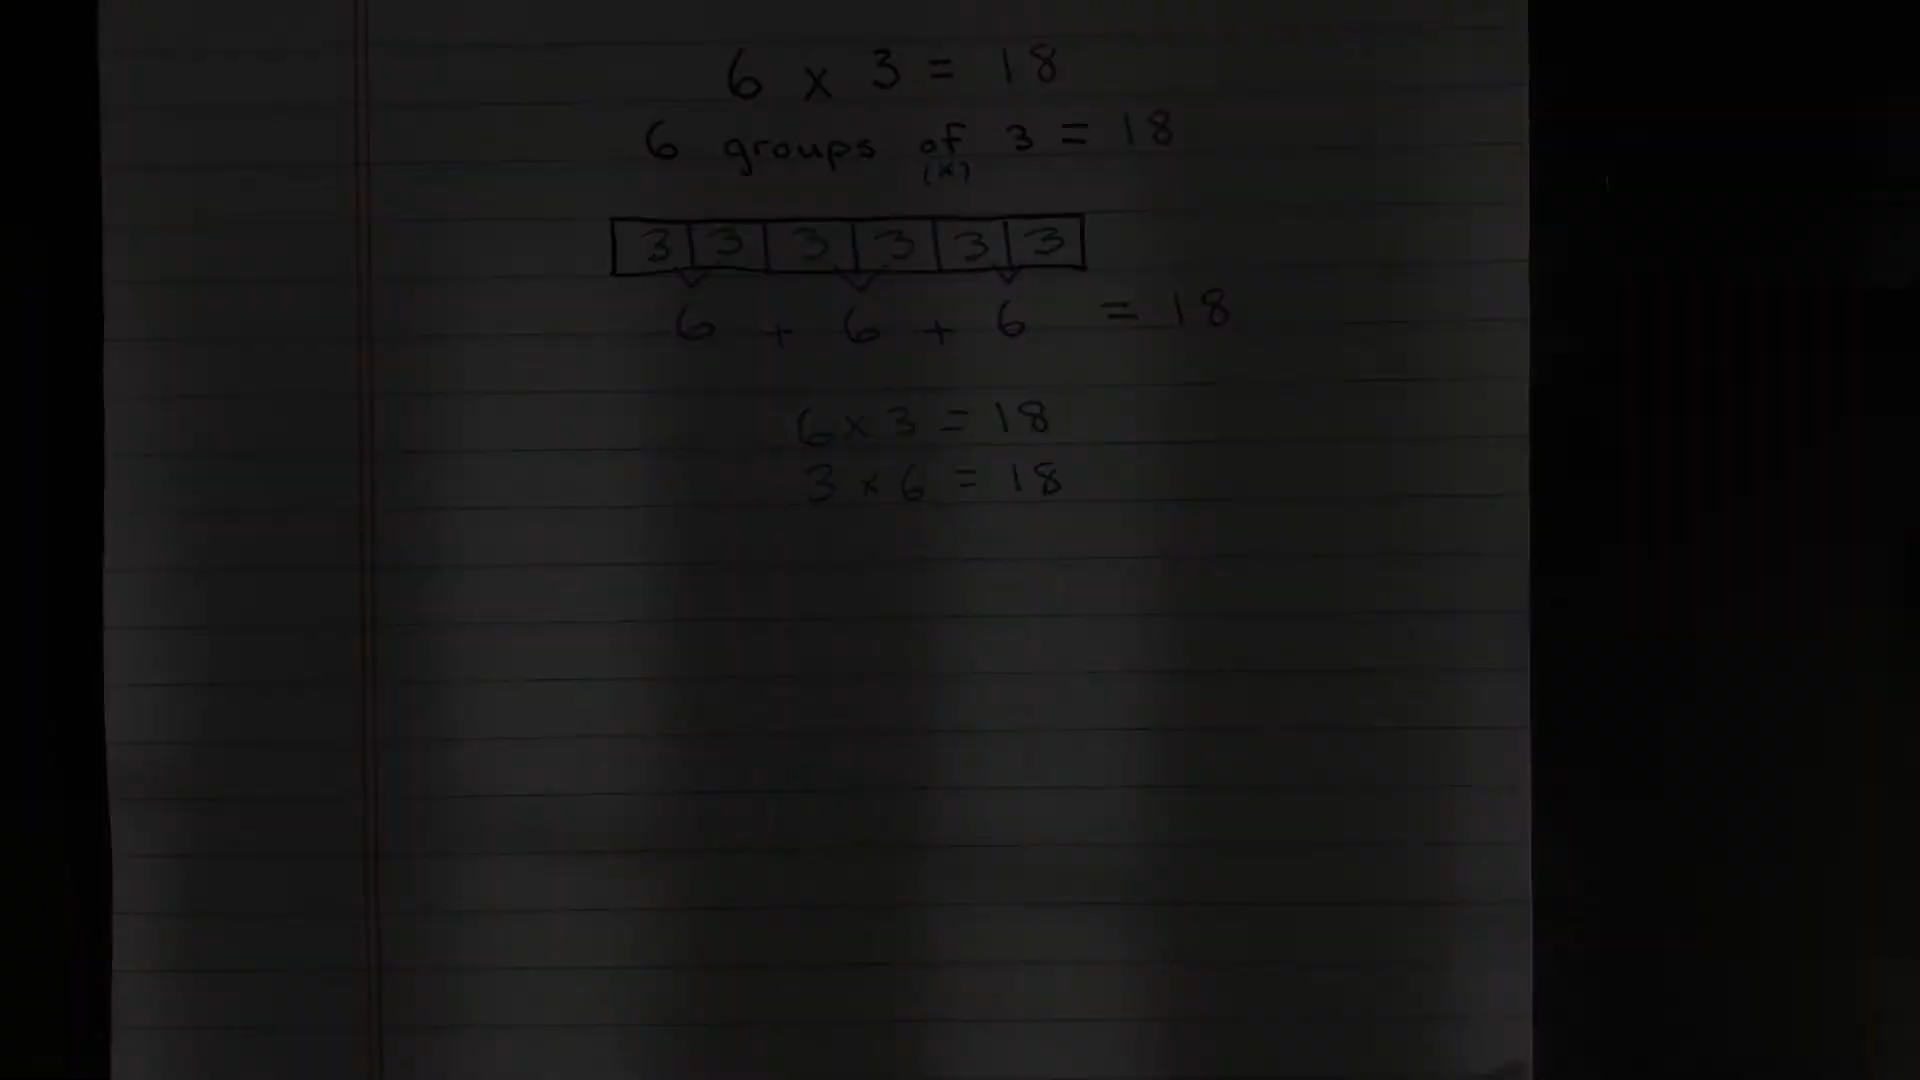 6 x 3 = 18
6 groups of 3 = 18
(x)
3 3 3 3 3 3
6 + 6 + 6 = 18
6 x 3 = 18
3 x 6 = 18